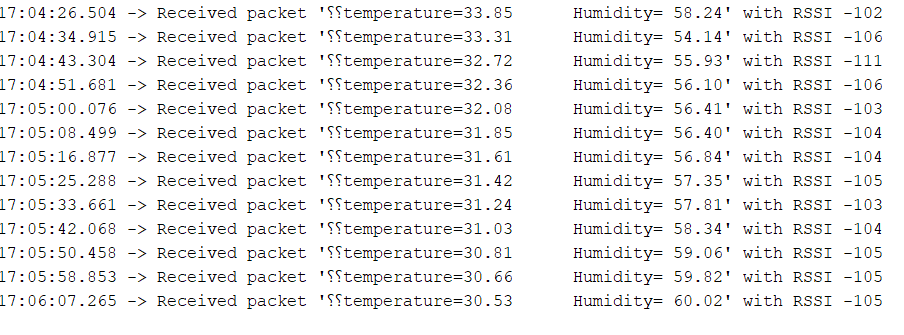 17:04:26.504 -> Received packet '⸮⸮temperature=33.85 Humidity= 58.24' with RSSI -102
17:04:34.915 -> Received packet '⸮⸮temperature=33.31 Humidity= 54.14' with RSSI -106
17:04:43.304 -> Received packet '⸮⸮temperature=32.72 Humidity= 55.93' with RSSI -111
17:04:51.681 -> Received packet '⸮⸮temperature=32.36 Humidity= 56.10' with RSSI -106
17:05:00.076 -> Received packet '⸮⸮temperature=32.08 Humidity= 56.41' with RSSI -103
17:05:08.499 -> Received packet '⸮⸮temperature=31.85 Humidity= 56.40' with RSSI -104
17:05:16.877 -> Received packet '⸮⸮temperature=31.61 Humidity= 56.84' with RSSI -104
17:05:25.288 -> Received packet '⸮⸮temperature=31.42 Humidity= 57.35' with RSSI -105
17:05:33.661 -> Received packet '⸮⸮temperature=31.24 Humidity= 57.81' with RSSI -103
17:05:42.068 -> Received packet '⸮⸮temperature=31.03 Humidity= 58.34' with RSSI -104
17:05:50.458 -> Received packet '⸮⸮temperature=30.81 Humidity= 59.06' with RSSI -105
17:05:58.853 -> Received packet '⸮⸮temperature=30.66 Humidity= 59.82' with RSSI -105
17:06:07.265 -> Received packet '⸮⸮temperature=30.53 Humidity= 60.02' with RSSI -105